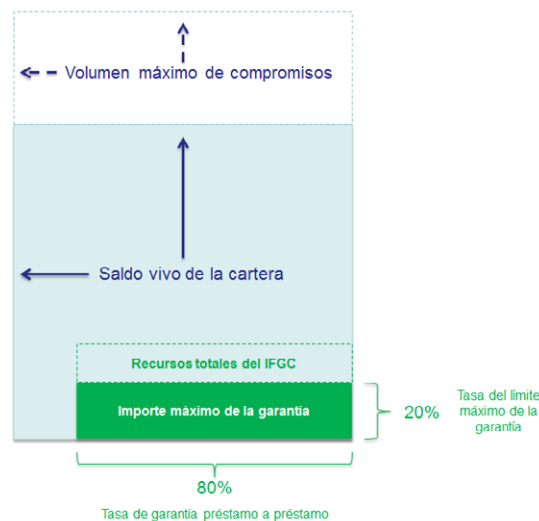 Volumen máximo de compromisos
Saldo vivo de la cartera
Recursos totales del IFGC
Importe máximo de la garantía
20%
Tasa del límite
máximo de la
garantía
80%
Tasa de garantía préstamo a préstamo